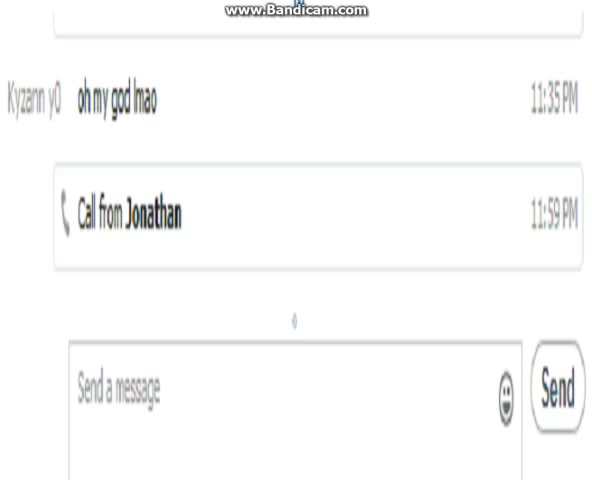 www.Bandicam.com
Kyzann y0 oh my god lmao 11:35 PM
Call from Jonathan 11:59 PM
Send a message
Send